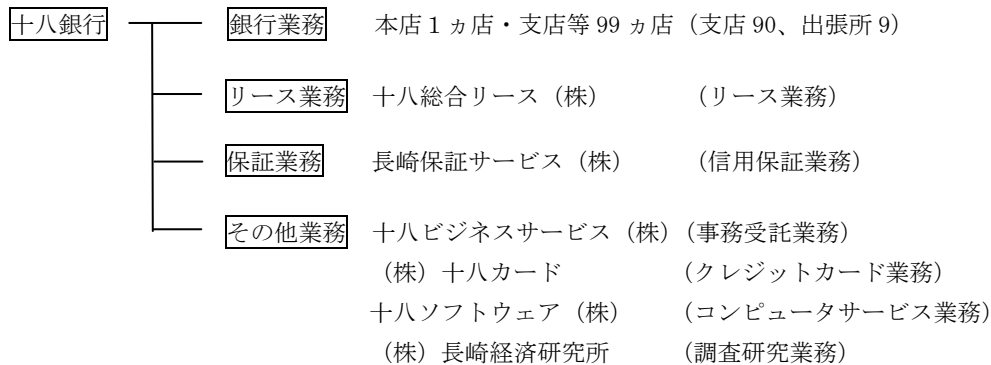 十八銀行 銀行業務 本店1ヵ店・支店等99ヵ店（支店90、出張所9）
リース業務 十八総合リース（株） （リース業務）
保証業務 長崎保証サービス（株） （信用保証業務）
その他業務 十八ビジネスサービス（株）（事務受託業務）
（株）十八カード （クレジットカード業務）
十八ソフトウェア（株） （コンピュータサービス業務）
（株）長崎経済研究所 （調査研究業務）